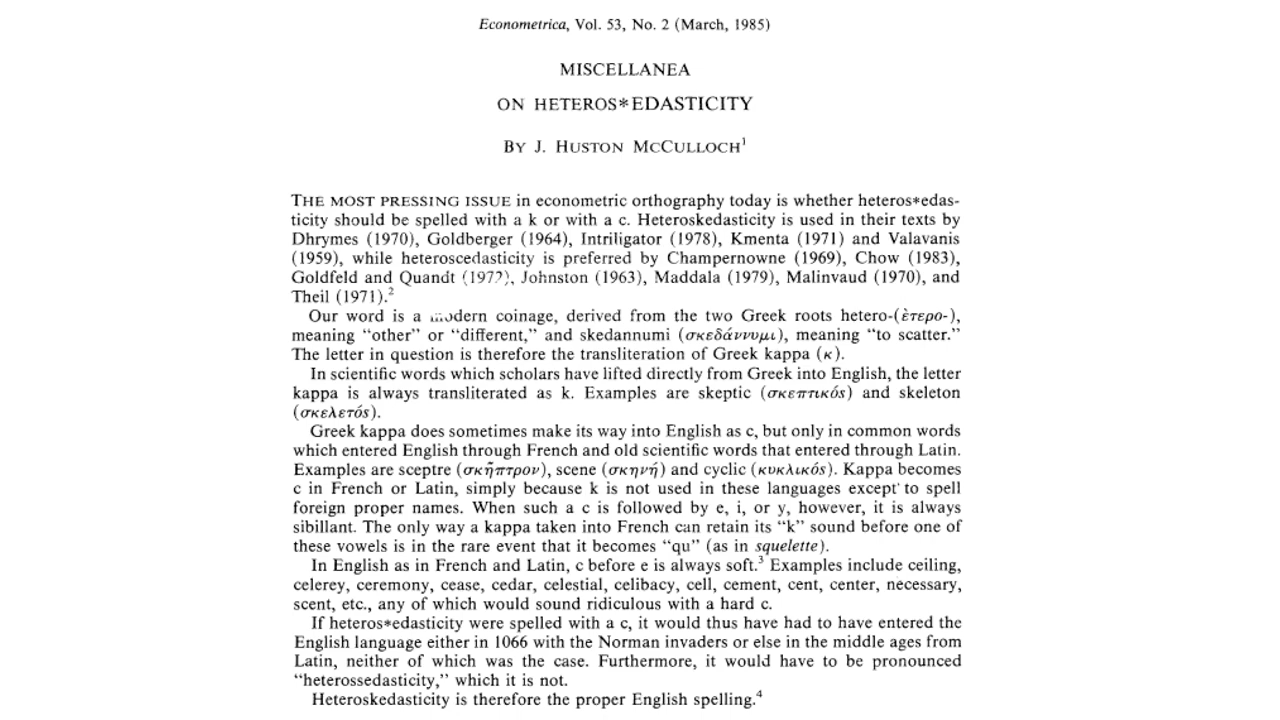 Econometrica, Vol. 53, No. 2 (March, 1985)
MISCELLANEA
ON HETEROS*EDASTICITY
BY J. HUSTON MCCULLOCH¹
THE MOST PRESSING ISSUE in econometric orthography today is whether heteros*edas-
ticity should be spelled with a k or with a c. Heteroskedasticity is used in their texts by
Dhrymes (1970), Goldberger (1964), Intriligator (1978), Kmenta (1971) and Valavanis
(1959), while heteroscedasticity is preferred by Champernowne (1969), Chow (1983),
Goldfeld and Quandt Johnston (1963), Maddala (1979), Malinvaud (1970), and
Theil (1971).²
Our word is a coinage, derived from the two Greek roots hetero-(ἑτερο-),
meaning “other” or “different,” and skedannumi (σκεδάννυμι), meaning “to scatter.”
The letter in question is therefore the transliteration of Greek kappa (κ).
In scientific words which scholars have lifted directly from Greek into English, the letter
kappa is always transliterated as k. Examples are skeptic (σκεπτικός) and skeleton
(σκελετός).
Greek kappa does sometimes make its way into English as c, but only in common words
which entered English through French and old scientific words that entered through Latin.
Examples are sceptre (σκῆπτρον), scene (σκηνή) and cyclic (κυκλικός). Kappa becomes
c in French or Latin, simply because k is not used in these languages except to spell
foreign proper names. When such a c is followed by e, i, or y, however, it is always
sibillant. The only way a kappa taken into French can retain its “k” sound before one of
these vowels is in the rare event that it becomes “qu” (as in squelette).
In English as in French and Latin, c before e is always soft.³ Examples include ceiling,
celerey, ceremony, cease, cedar, celestial, celibacy, cell, cement, cent, center, necessary,
scent, etc., any of which would sound ridiculous with a hard c.
If heteros*edasticity were spelled with a c, it would thus have had to have entered the
English language either in 1066 with the Norman invaders or else in the middle ages from
Latin, neither of which was the case. Furthermore, it would have to be pronounced
“heterossedasticity,” which it is not.
Heteroskedasticity is therefore the proper English spelling.⁴